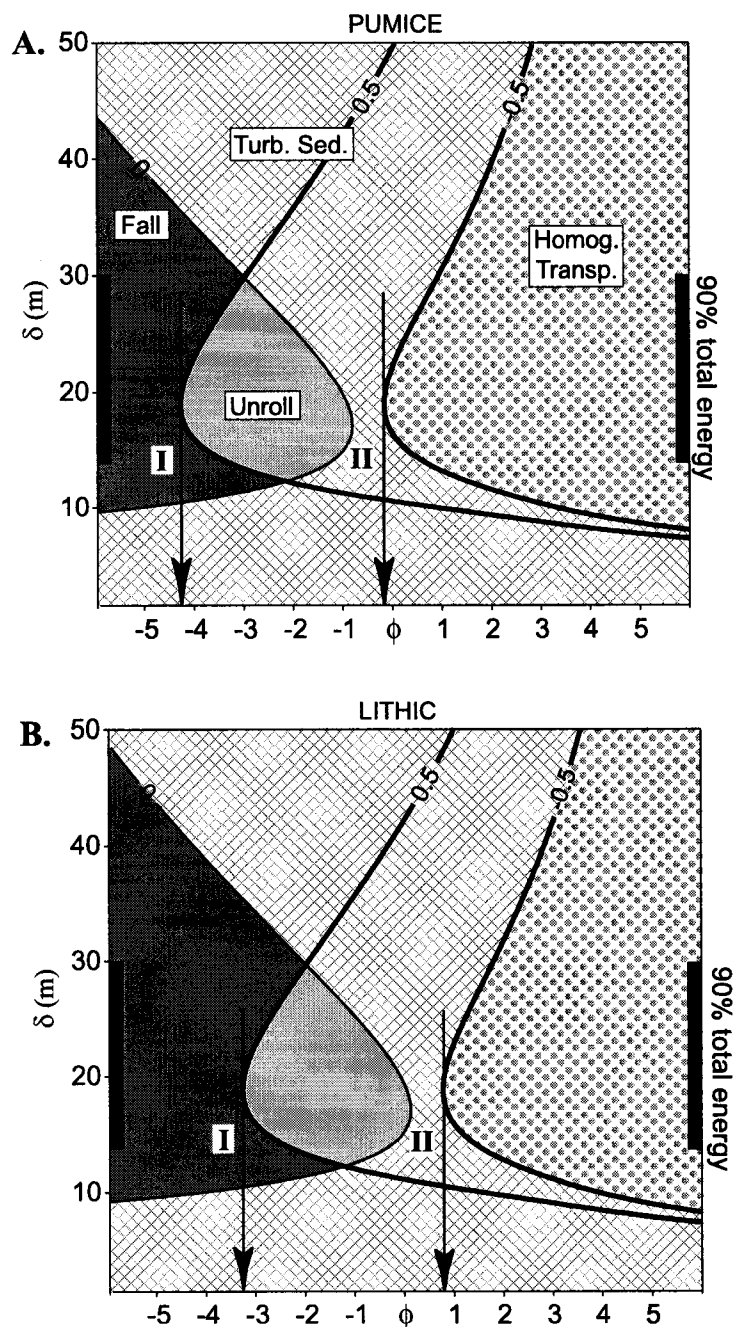 A.
PUMICE
50
40
30
20
10
δ (m)
0
0.5
-0.5
Turb. Sed.
Fall
Homog.
Transp.
Unroll
I
II
90% total energy
-5 -4 -3 -2 -1 ϕ 1 2 3 4 5
B.
LITHIC
50
40
30
20
10
δ (m)
0
0.5
-0.5
I
II
90% total energy
-5 -4 -3 -2 -1 ϕ 1 2 3 4 5